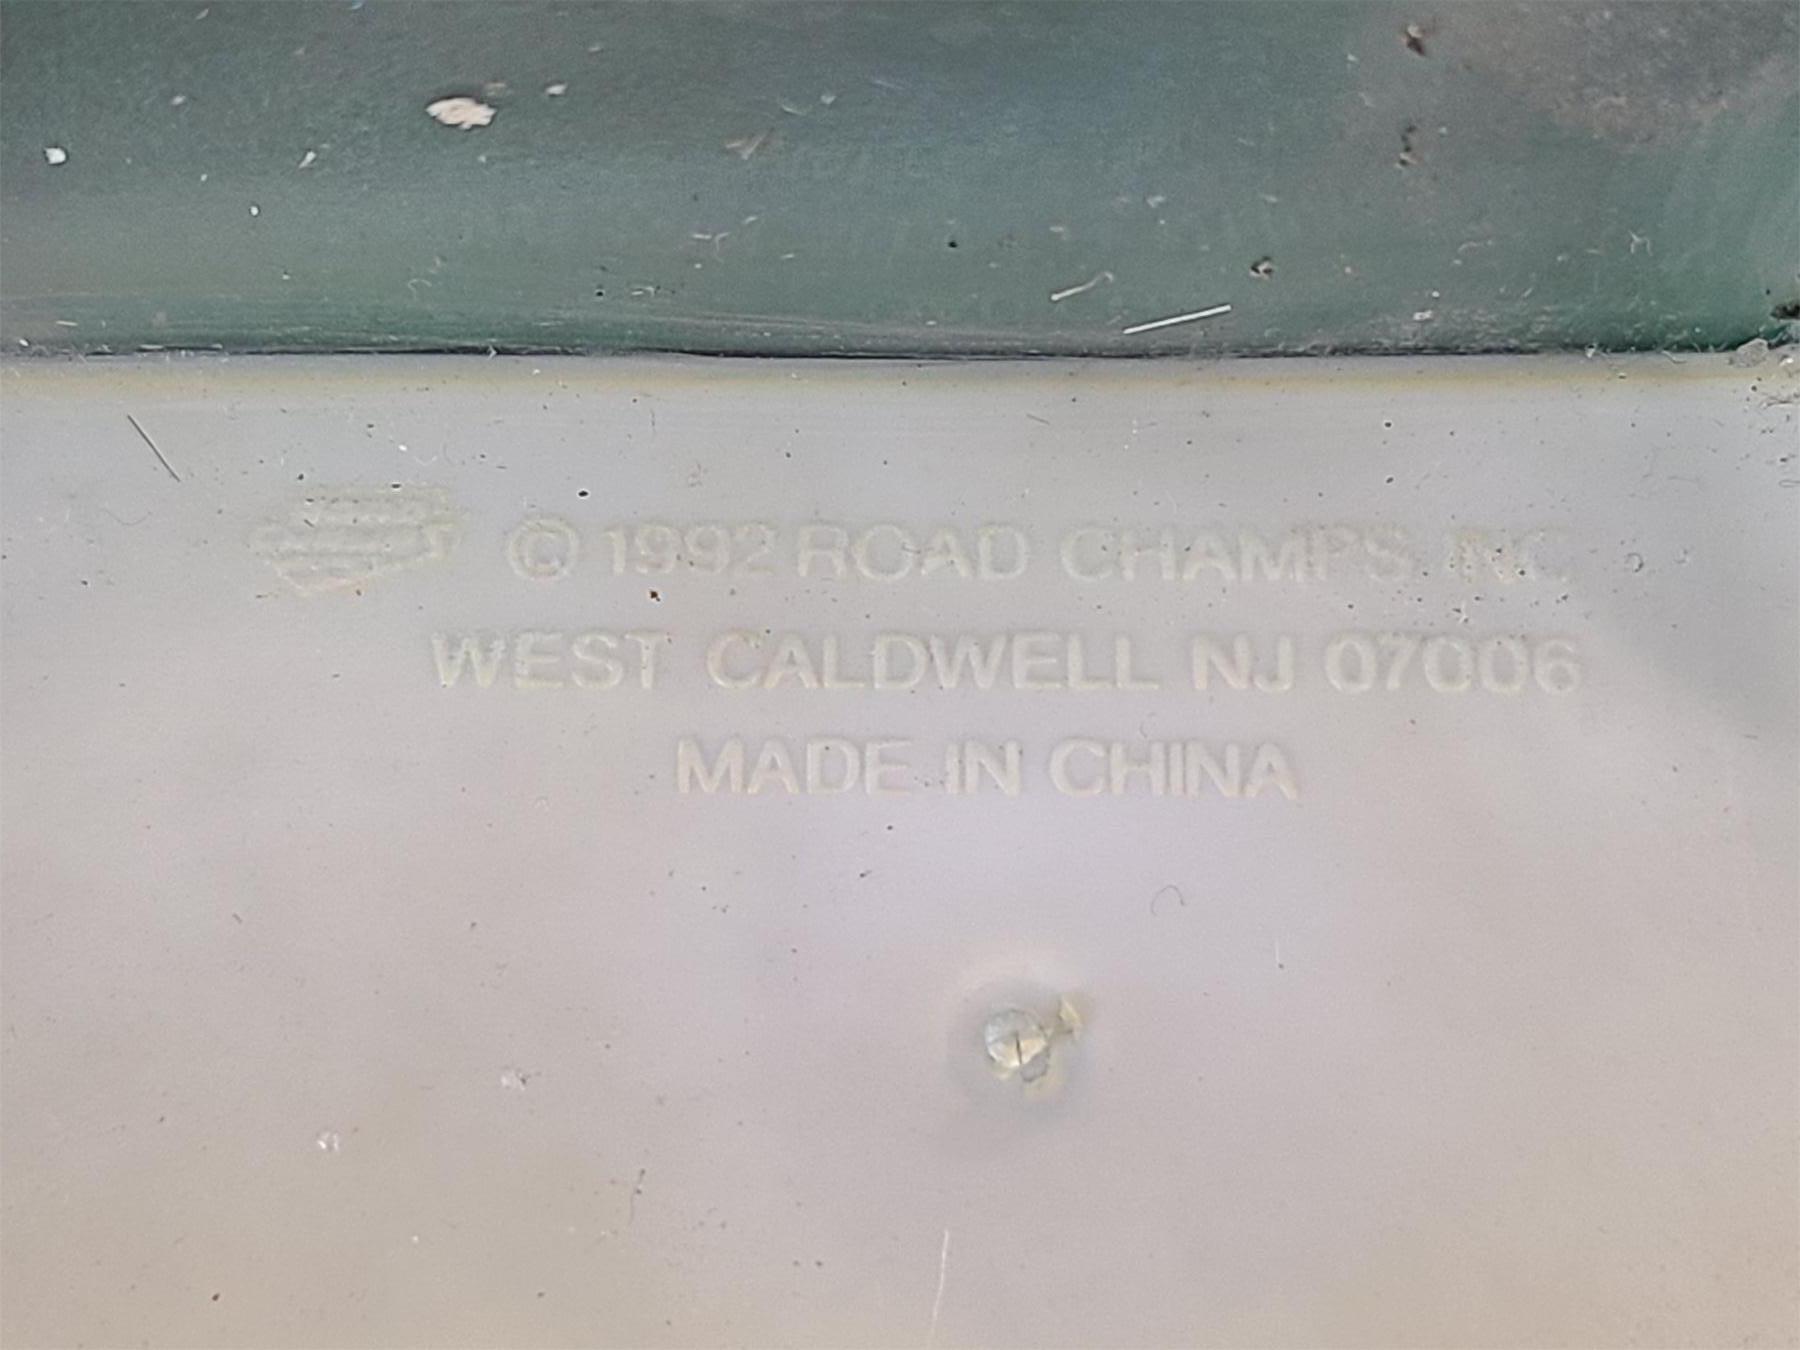 © 1992 ROAD CHAMPS INC
WEST CALDWELL NJ 07006
MADE IN CHINA